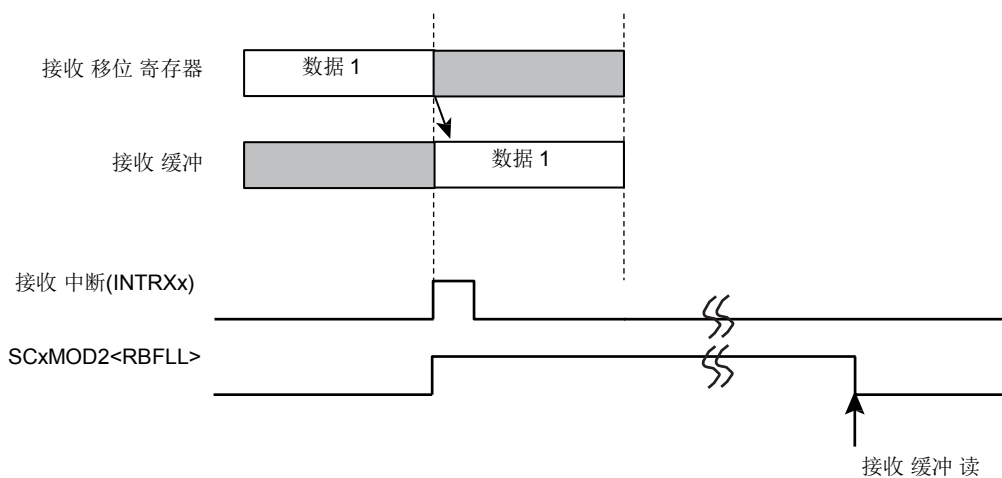 接收 移位 寄存器
数据 1
接收 缓冲
数据 1
接收 中断(INTRXx)
SCxMOD2<RBFLL>
接收 缓冲 读